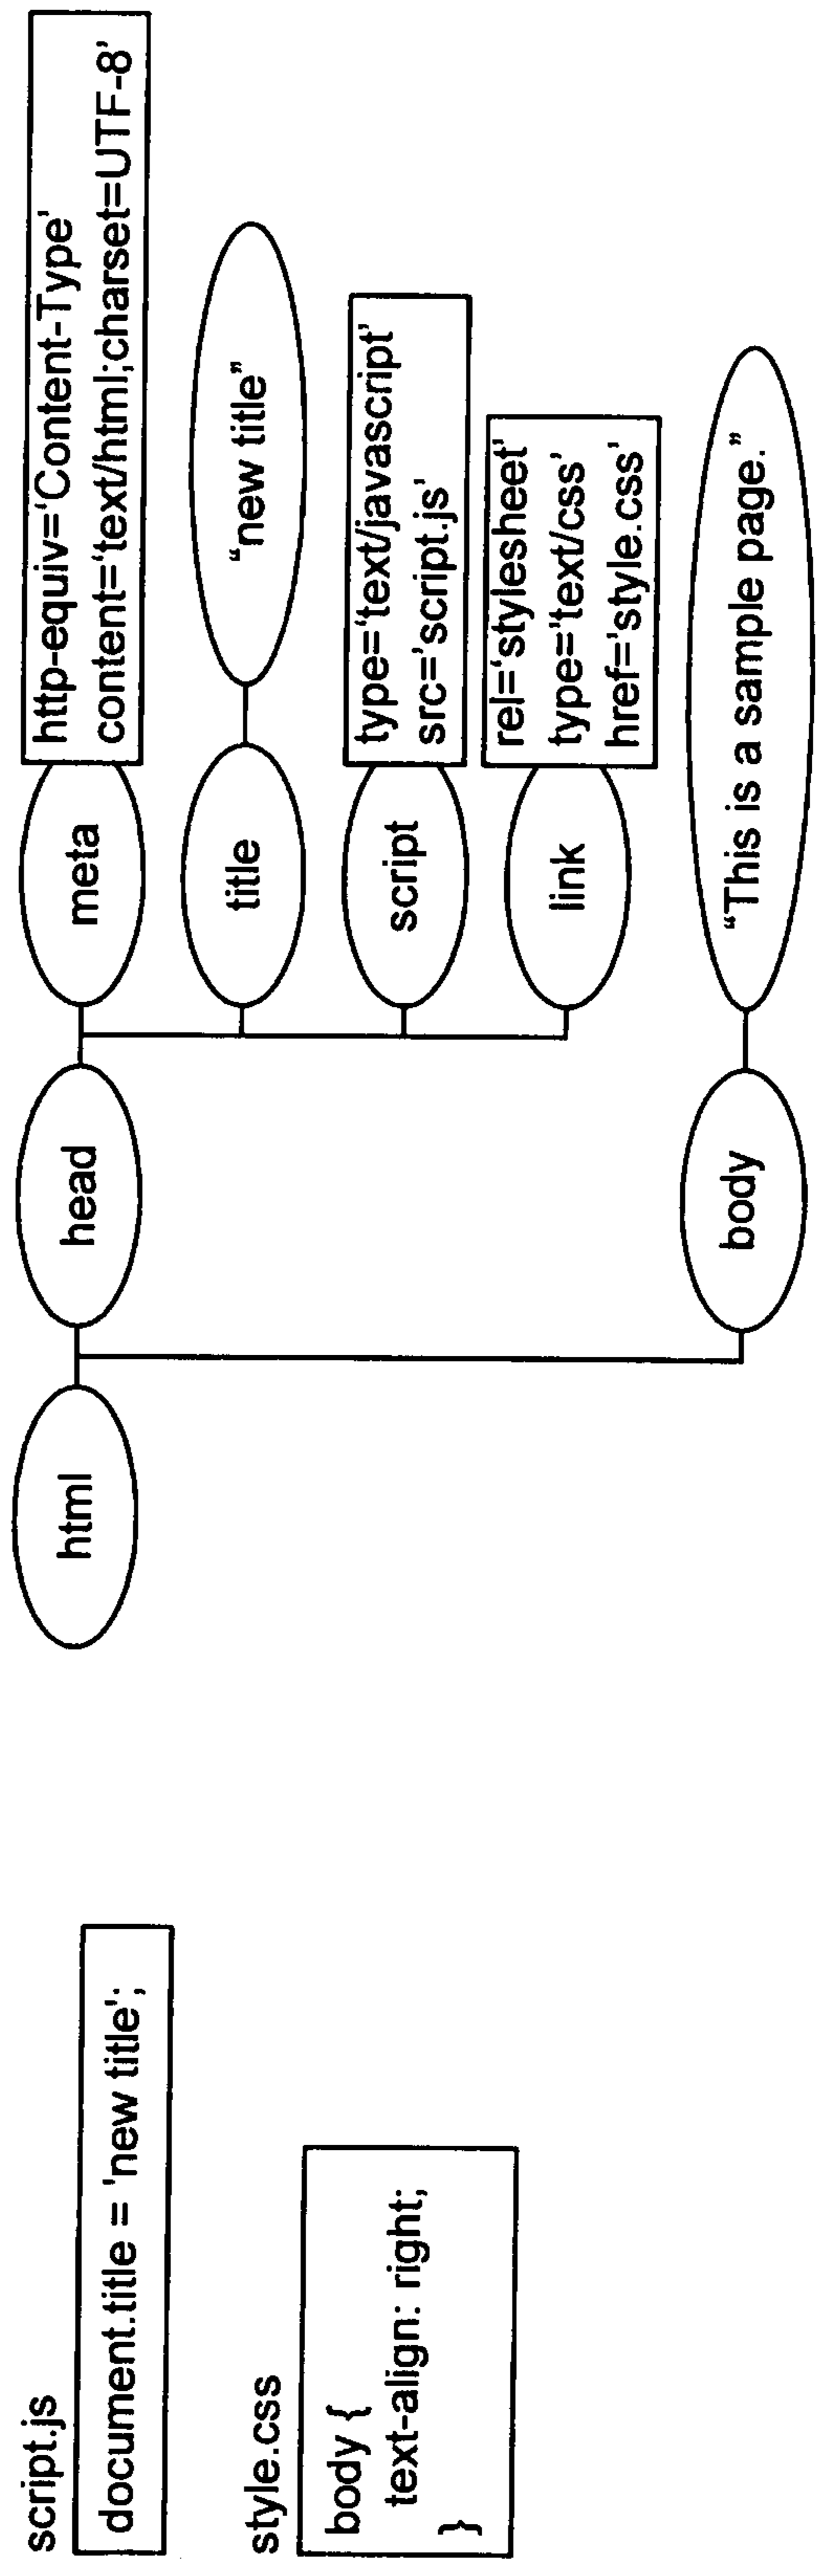 script.js
document.title = 'new title';
style.css
body {
text-align: right;
}
html
head
meta
http-equiv=‘Content-Type’
content=‘text/html;charset=UTF-8’
title
“new title”
script
type=‘text/javascript’
src=‘script.js’
link
rel=‘stylesheet’
type=‘text/css’
href=‘style.css’
body
“This is a sample page.”